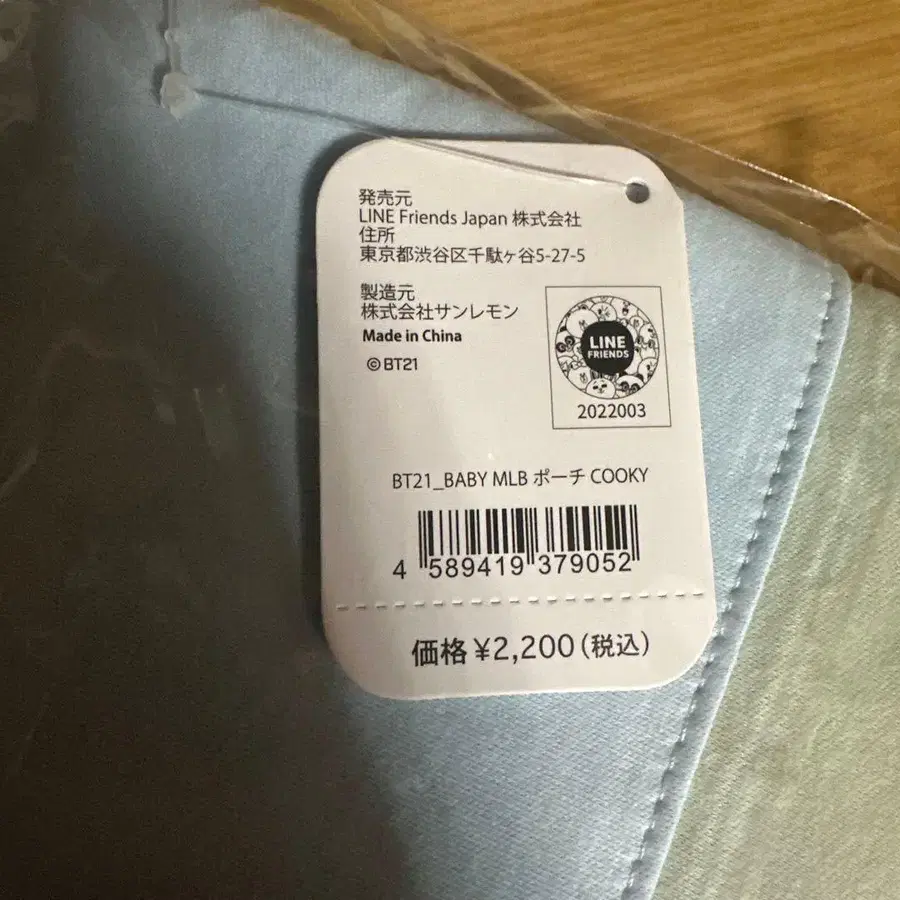 発売元
LINE Friends Japan 株式会社
住所
東京都渋谷区千駄ヶ谷5-27-5
製造元
株式会社サンレモン
Made in China
© BT21
LINE
FRIENDS
2022003
BT21_BABY MLB ポーチ COOKY
4 589419 379052
価格 ¥2,200 (税込)